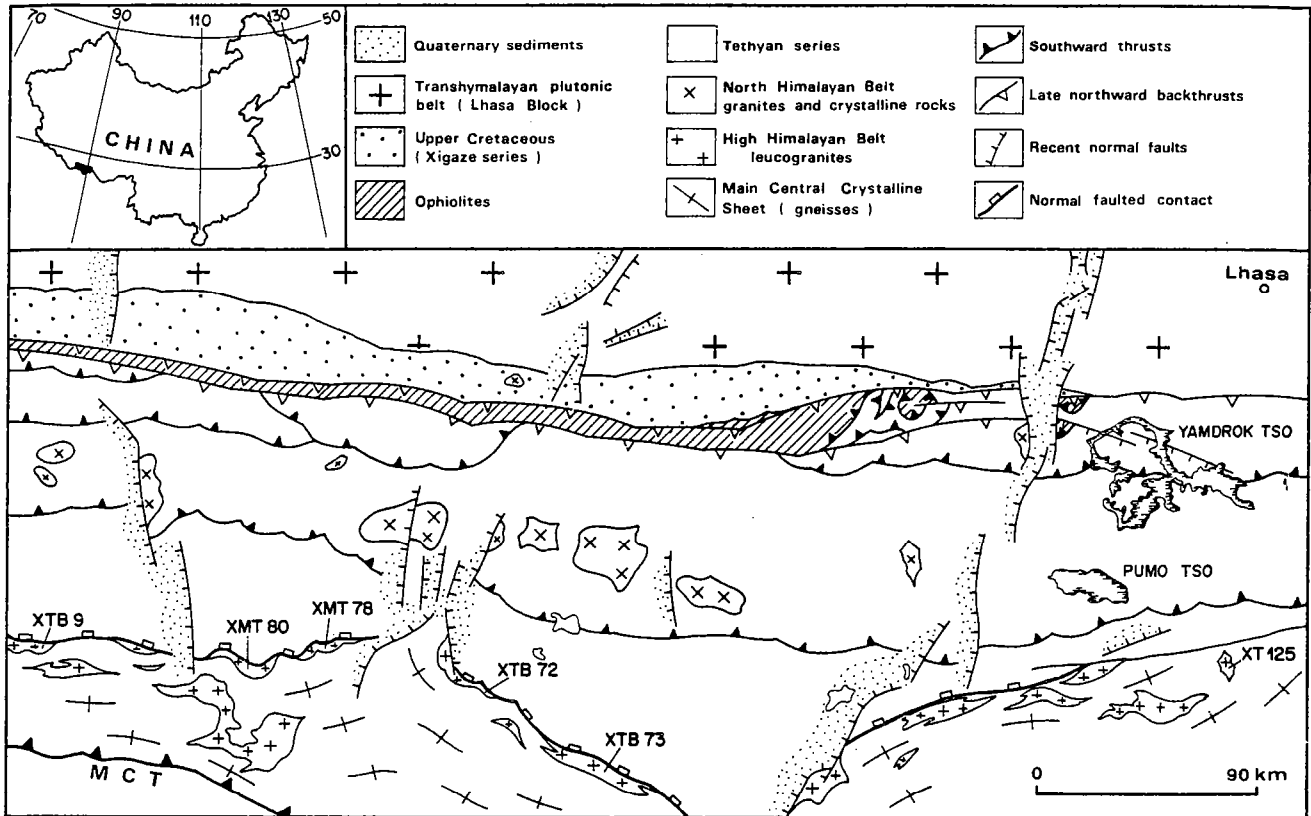 70
90
110
130
50
CHINA
30
Quaternary sediments
Transhymalayan plutonic
belt ( Lhasa Block )
Upper Cretaceous
( Xigaze series )
Ophiolites
Tethyan series
North Himalayan Belt
granites and crystalline rocks
High Himalayan Belt
leucogranites
Main Central Crystalline
Sheet ( gneisses )
Southward thrusts
Late northward backthrusts
Recent normal faults
Normal faulted contact
Lhasa
YAMDROK TSO
PUMO TSO
XTB 9
XMT 80
XMT 78
XTB 72
XTB 73
XT 125
MCT
0
90 km